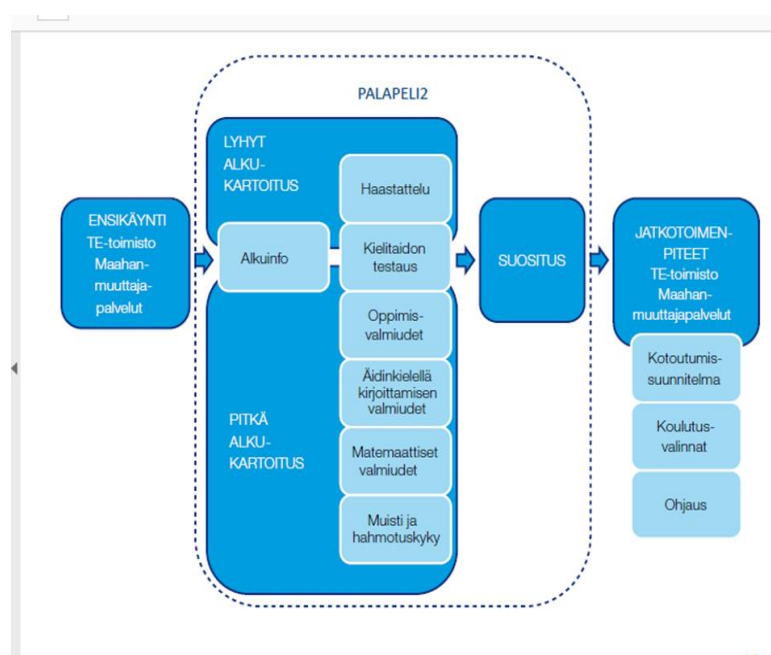 PALAPELI2
ENSIKÄYNTI
TE-toimisto
Maahan-
muuttaja-
palvelut
LYHYT
ALKU-
KARTOITUS
Alkuinfo
PITKÄ
ALKU-
KARTOITUS
Haastattelu
Kielitaidon
testaus
Oppimis-
valmiudet
Äidinkielellä
kirjoittamisen
valmiudet
Matemaattiset
valmiudet
Muisti ja
hahmotuskyky
SUOSITUS
JATKOTOIMEN-
PITEET
TE-toimisto
Maahan-
muuttajapalvelut
Kotoutumis-
suunnitelma
Koulutus-
valinnat
Ohjaus